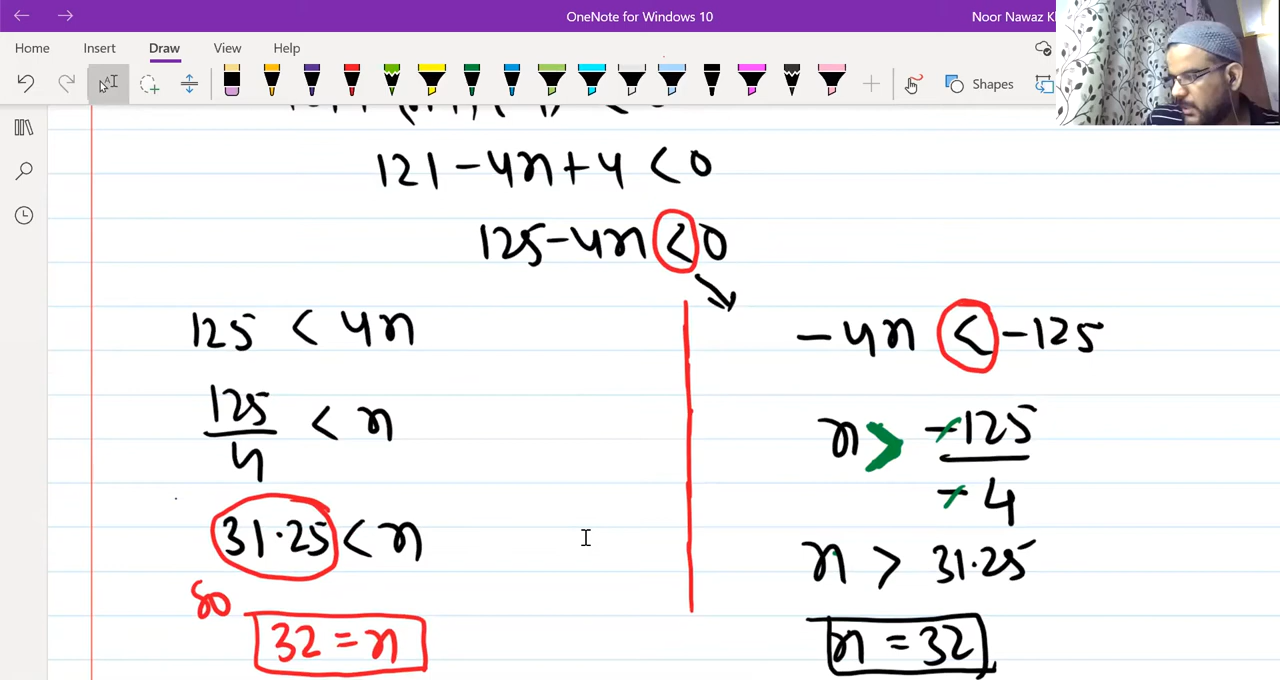 OneNote for Windows 10
Noor Nawaz Kh
Home Insert Draw View Help
Shapes
121 - 4n + 4 < 0
125 - 4n < 0
125 < 4n
125/4 < n
31.25 < n
so
32 = n
-4n < -125
n > -125/-4
n > 31.25
n = 32